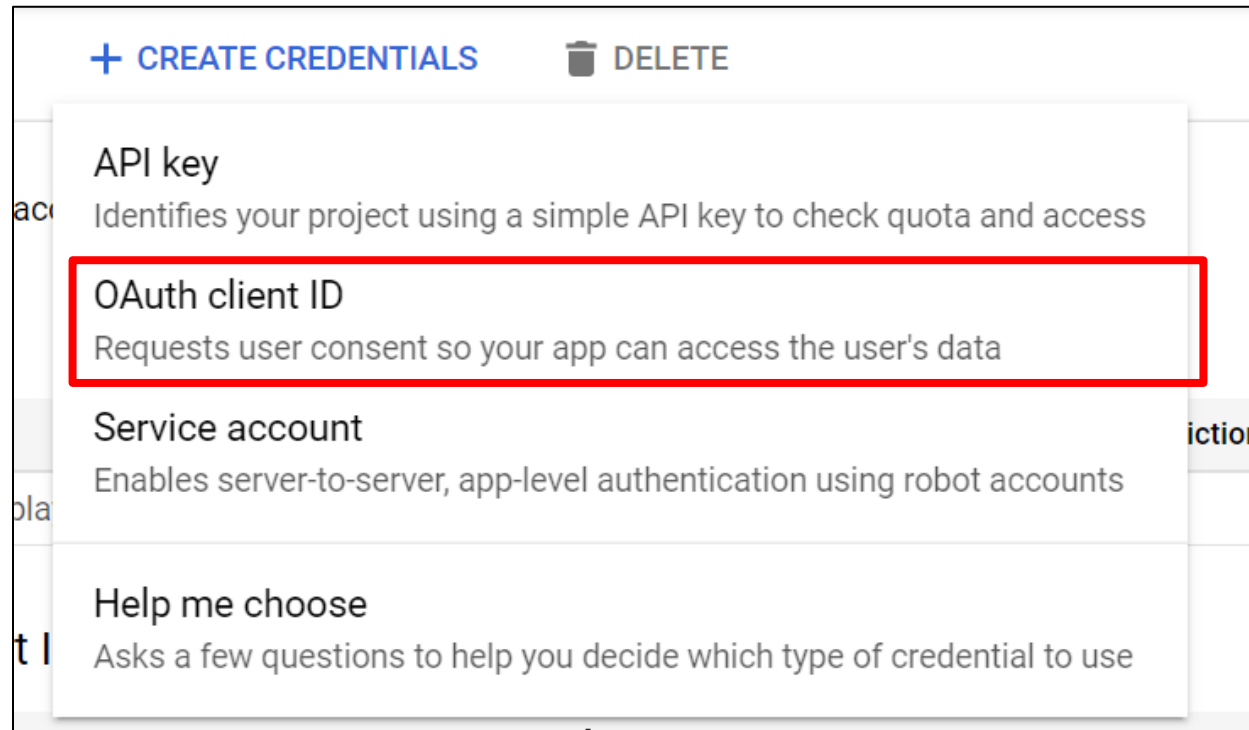 + CREATE CREDENTIALS DELETE
API key
Identifies your project using a simple API key to check quota and access
OAuth client ID
Requests user consent so your app can access the user's data
Service account
Enables server-to-server, app-level authentication using robot accounts
Help me choose
Asks a few questions to help you decide which type of credential to use